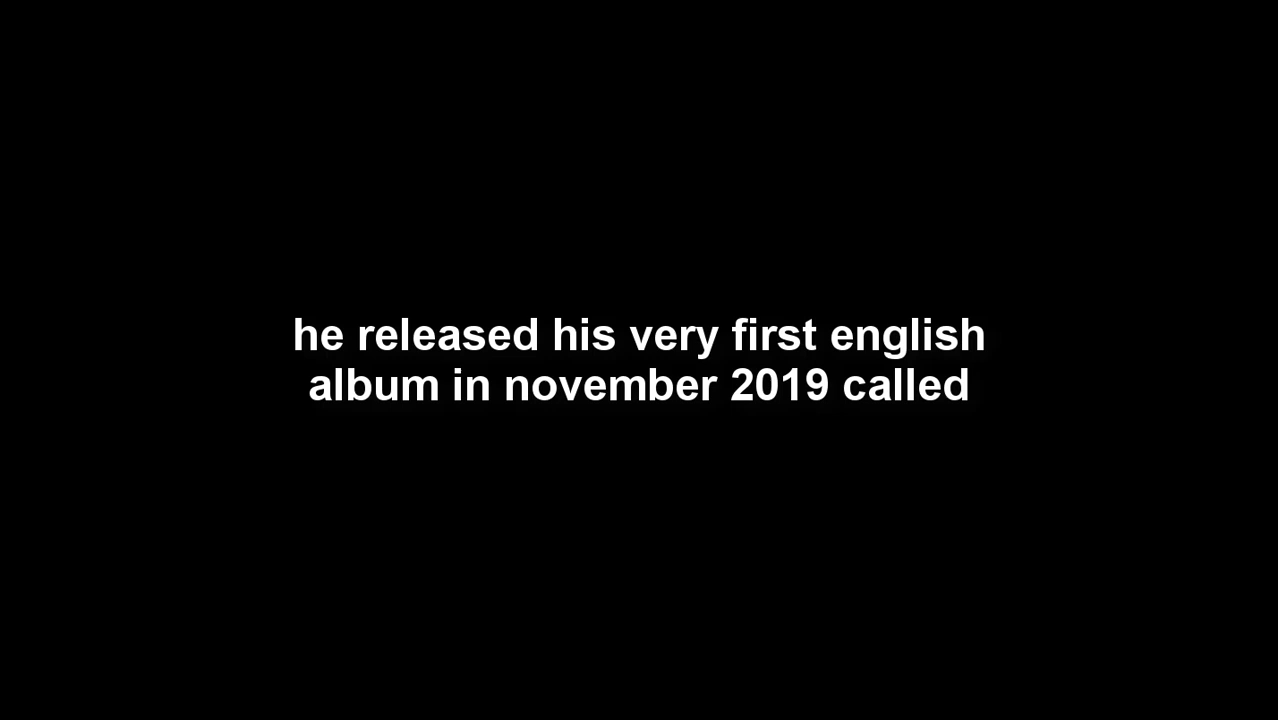 he released his very first english
album in november 2019 called